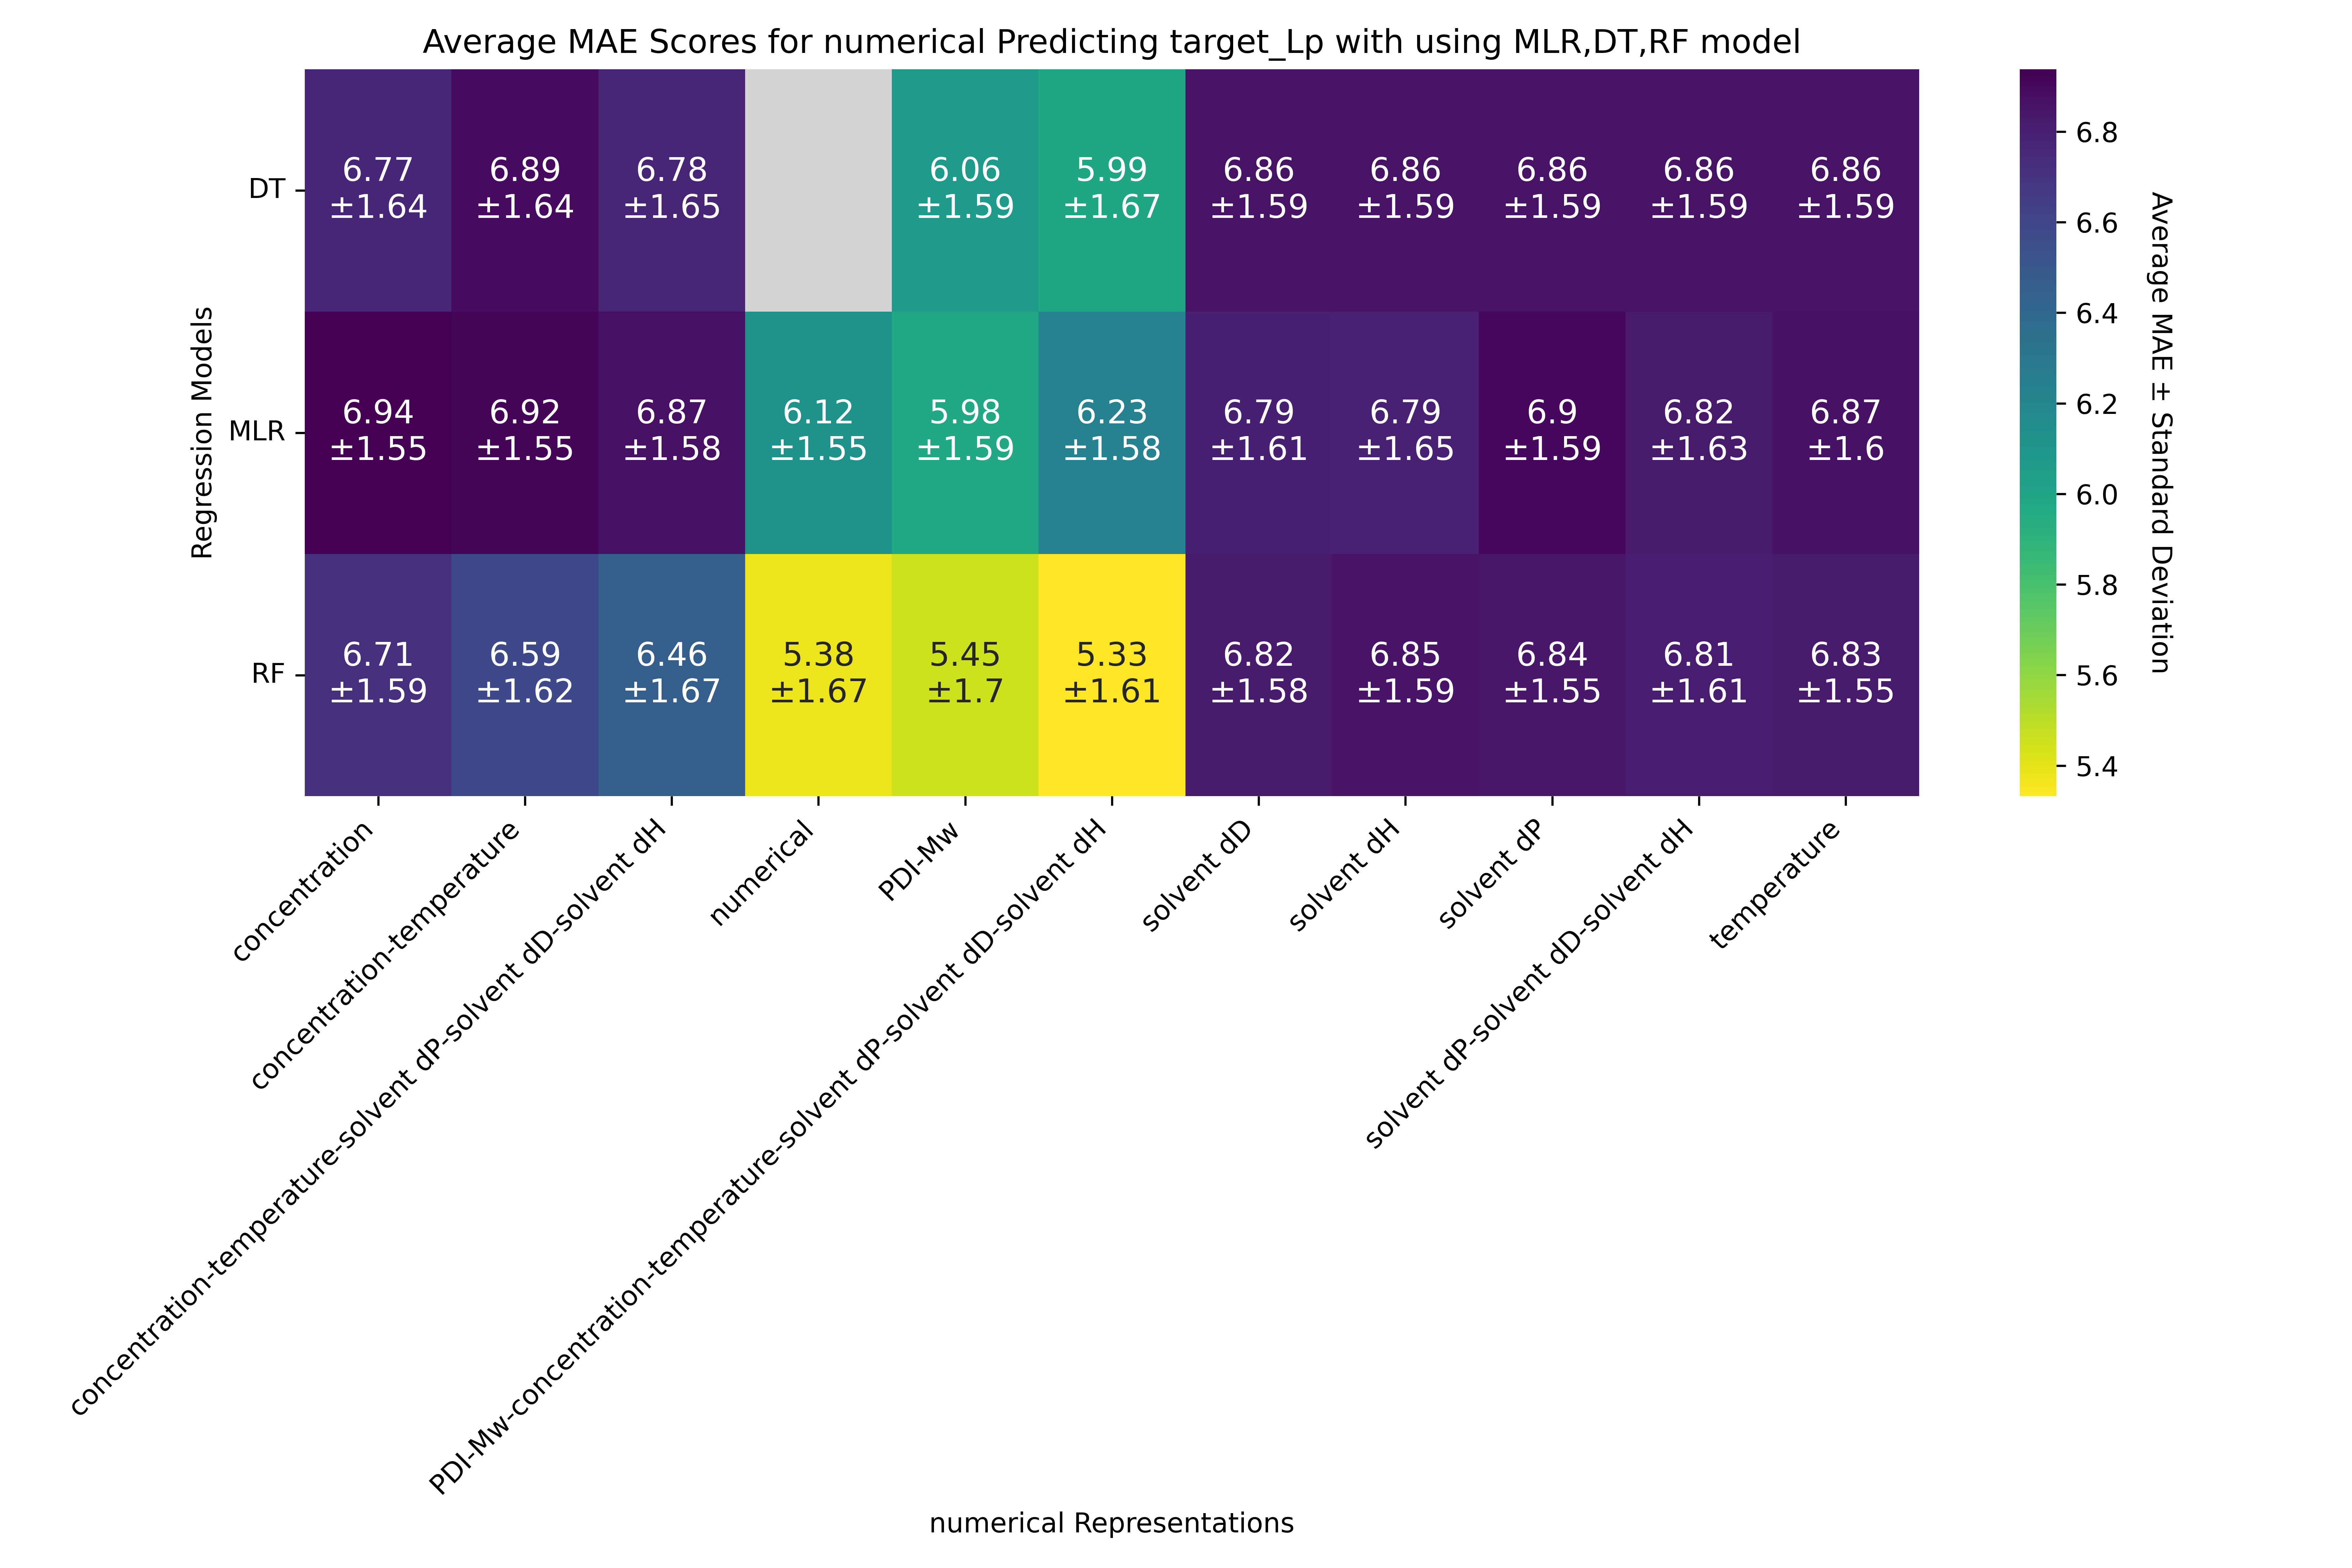 Average MAE Scores for numerical Predicting target_Lp with using MLR,DT,RF model
Regression Models
DT
6.77 6.89 6.78 6.06 5.99 6.86 6.86 6.86 6.86 6.86
±1.64 ±1.64 ±1.65 ±1.59 ±1.67 ±1.59 ±1.59 ±1.59 ±1.59 ±1.59
MLR
6.94 6.92 6.87 6.12 5.98 6.23 6.79 6.79 6.9 6.82 6.87
±1.55 ±1.55 ±1.58 ±1.55 ±1.59 ±1.58 ±1.61 ±1.65 ±1.59 ±1.63 ±1.6
RF
6.71 6.59 6.46 5.38 5.45 5.33 6.82 6.85 6.84 6.81 6.83
±1.59 ±1.62 ±1.67 ±1.67 ±1.7 ±1.61 ±1.58 ±1.59 ±1.55 ±1.61 ±1.55
concentration
concentration-temperature
concentration-temperature-solvent dP-solvent dD-solvent dH
numerical
PDI-Mw
PDI-Mw-concentration-temperature-solvent dP-solvent dD-solvent dH
solvent dD
solvent dH
solvent dP
solvent dP-solvent dD-solvent dH
temperature
numerical Representations
6.8
6.6
6.4
6.2
6.0
5.8
5.6
5.4
Average MAE ± Standard Deviation